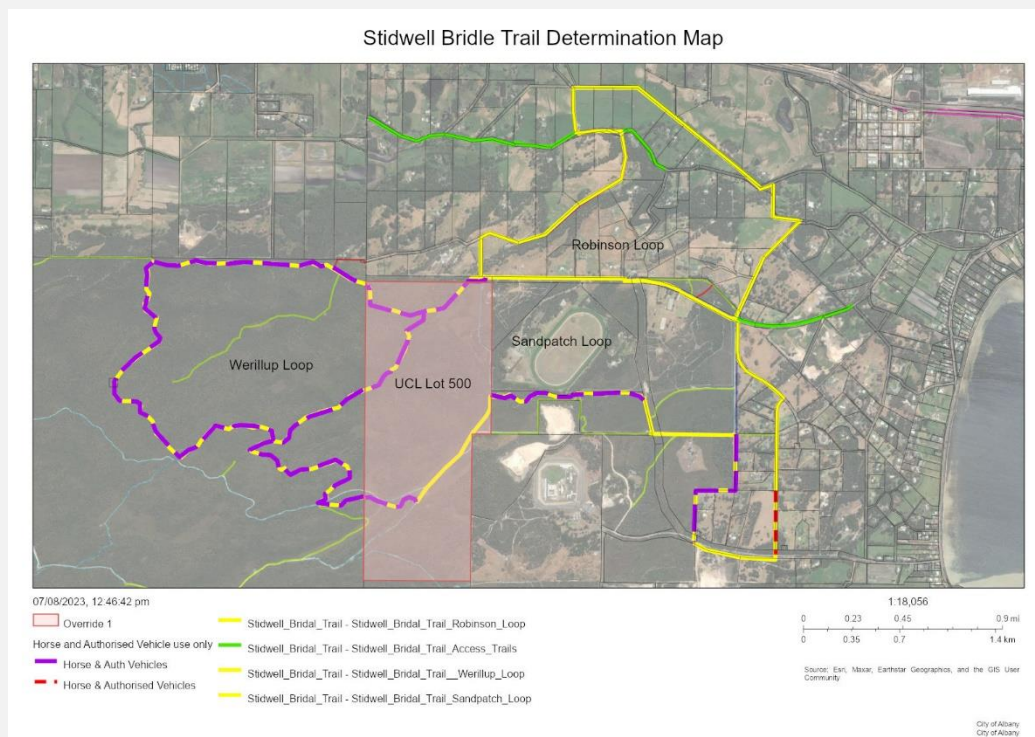 Stidwell Bridle Trail Determination Map
Robinson Loop
Sandpatch Loop
Werillup Loop
UCL Lot 500
07/08/2023, 12:46:42 pm
Override 1
Horse and Authorised Vehicle use only
Horse & Auth Vehicles
Horse & Authorised Vehicles
Stidwell_Bridal_Trail - Stidwell_Bridal_Trail_Robinson_Loop
Stidwell_Bridal_Trail - Stidwell_Bridal_Trail_Access_Trails
Stidwell_Bridal_Trail - Stidwell_Bridal_Trail__Werillup_Loop
Stidwell_Bridal_Trail - Stidwell_Bridal_Trail_Sandpatch_Loop
1:18,056
0 0.23 0.45 0.9 mi
0 0.35 0.7 1.4 km
Source: Esri, Maxar, Earthstar Geographics, and the GIS User
Community
City of Albany
City of Albany